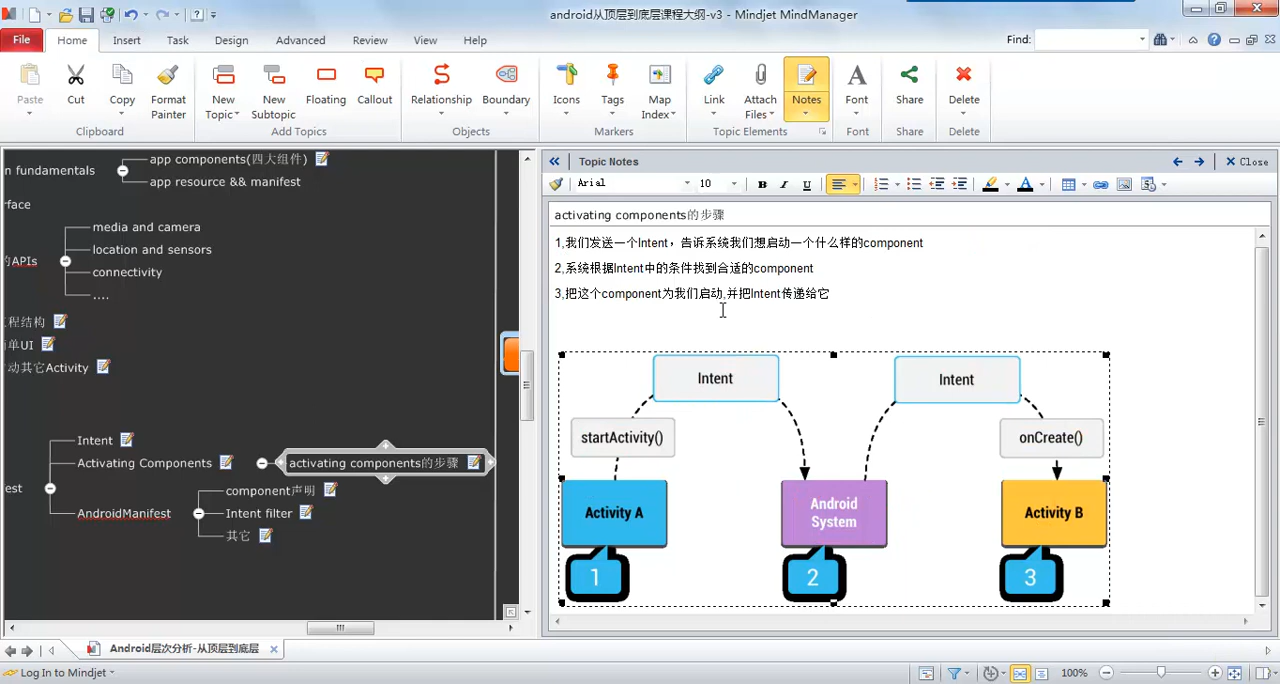 android从顶层到底层课程大纲-v3 - Mindjet MindManager
File
Home
Insert
Task
Design
Advanced
Review
View
Help
Find:
Paste
Cut
Copy
Format Painter
New Topic
New Subtopic
Floating
Callout
Relationship
Boundary
Icons
Tags
Map Index
Link
Attach Files
Notes
Font
Share
Delete
Clipboard
Add Topics
Objects
Markers
Topic Elements
Font
Share
Delete
n fundamentals
app components(四大组件)
app resource && manifest
rface
的APIs
media and camera
location and sensors
connectivity
....
程结构
单UI
动其它Activity
est
Intent
Activating Components
activating components的步骤
AndroidManifest
component声明
Intent filter
其它
Topic Notes
Close
Arial
10
B
I
U
A
activating components的步骤
1,我们发送一个Intent，告诉系统我们想启动一个什么样的component
2,系统根据Intent中的条件找到合适的component
3,把这个component为我们启动,并把Intent传递给它
Intent
Intent
startActivity()
onCreate()
Activity A
Android
System
Activity B
1
2
3
Android层次分析-从顶层到底层
Log In to Mindjet
100%